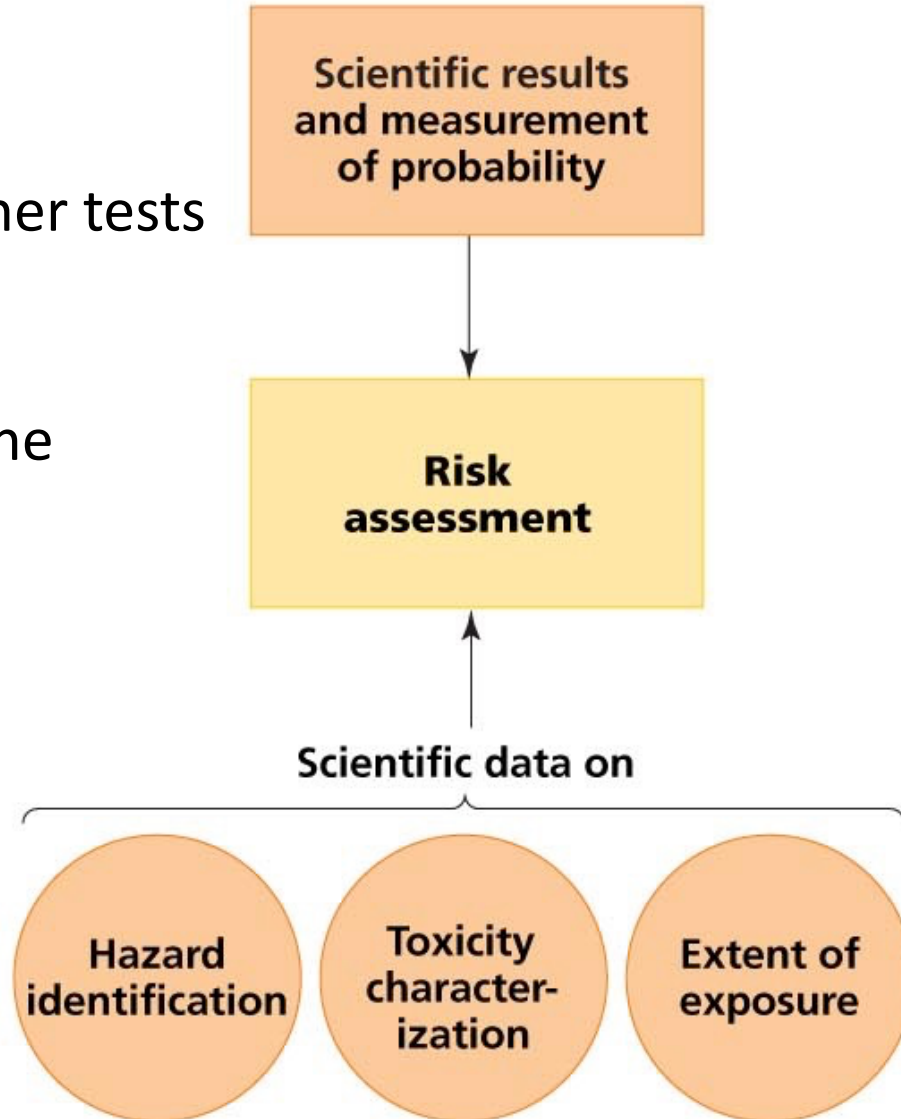 Scientific results
and measurement
of probability
tests
Risk
assessment
Scientific data on
Hazard
identification
Toxicity
character-
ization
Extent of
exposure